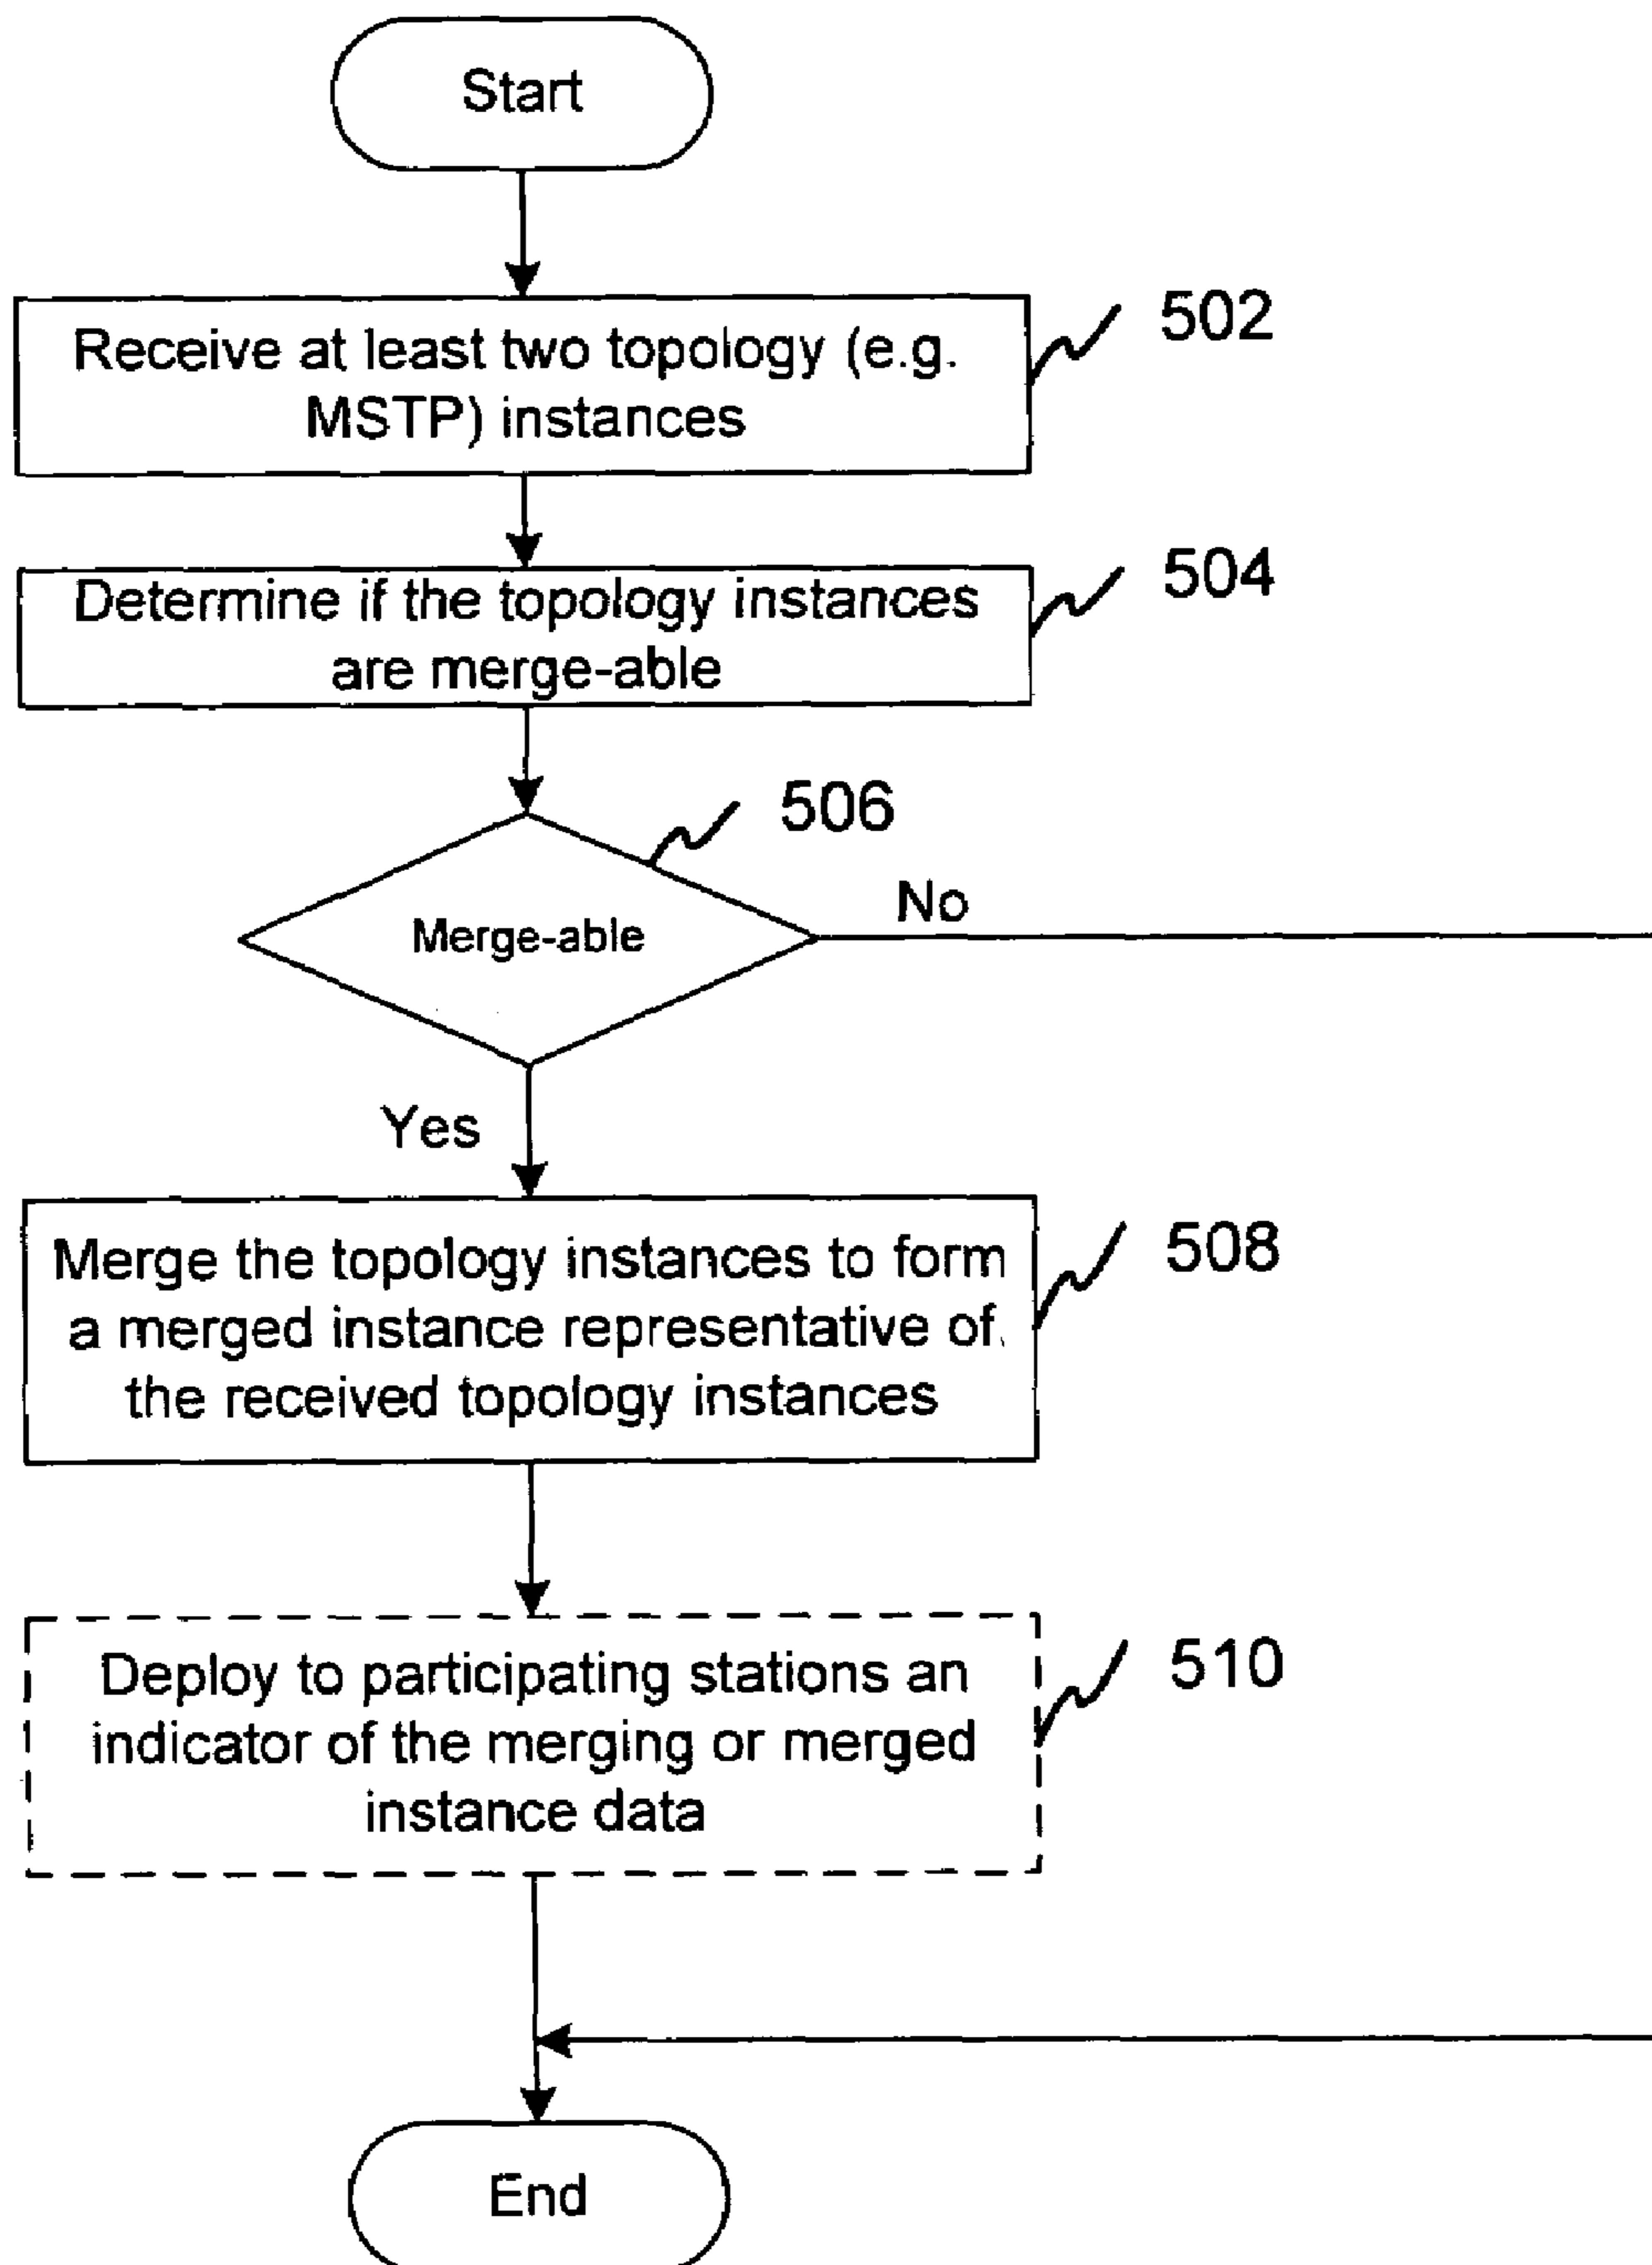 Start
Receive at least two topology (e.g.
MSTP) instances
502
Determine if the topology instances
are merge-able
504
506
Merge-able
No
Yes
Merge the topology instances to form
a merged instance representative of
the received topology instances
508
Deploy to participating stations an
indicator of the merging or merged
instance data
510
End